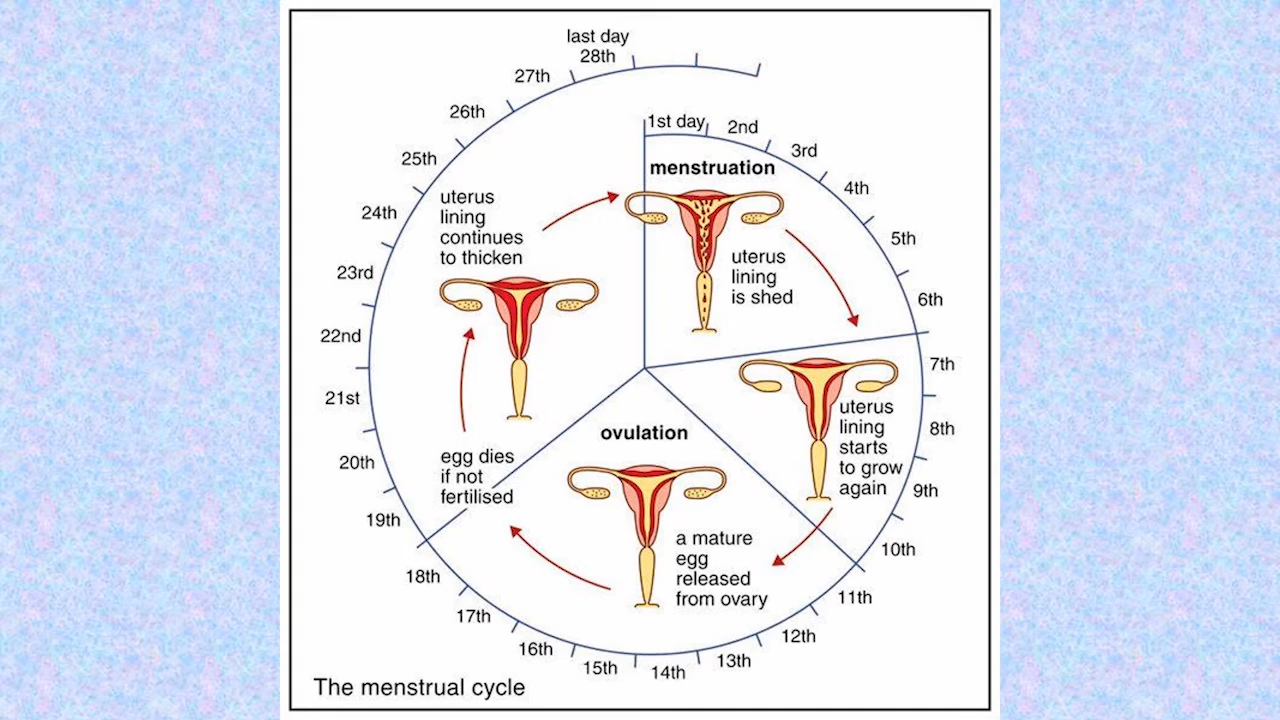 last day
28th
27th
26th
25th
24th
23rd
22nd
21st
20th
19th
18th
17th
16th
15th
14th
13th
12th
11th
10th
9th
8th
7th
6th
5th
4th
3rd
2nd
1st day
menstruation
uterus
lining
is shed
uterus
lining
starts
to grow
again
ovulation
a mature
egg
released
from ovary
egg dies
if not
fertilised
uterus
lining
continues
to thicken
The menstrual cycle